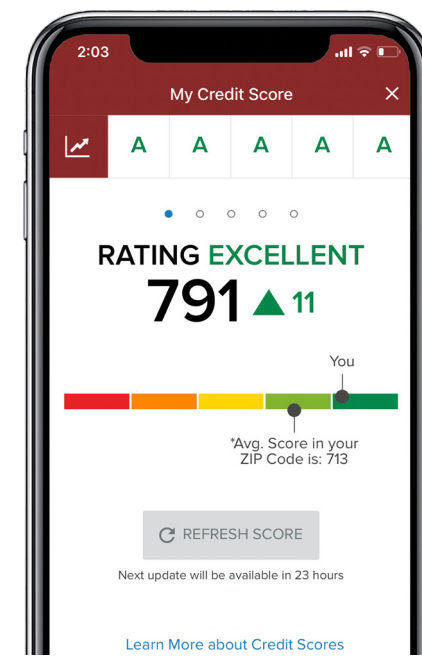 2:03
My Credit Score
A A A A A
RATING EXCELLENT
791 11
You
*Avg. Score in your
ZIP Code is: 713
REFRESH SCORE
Next update will be available in 23 hours
Learn More about Credit Scores